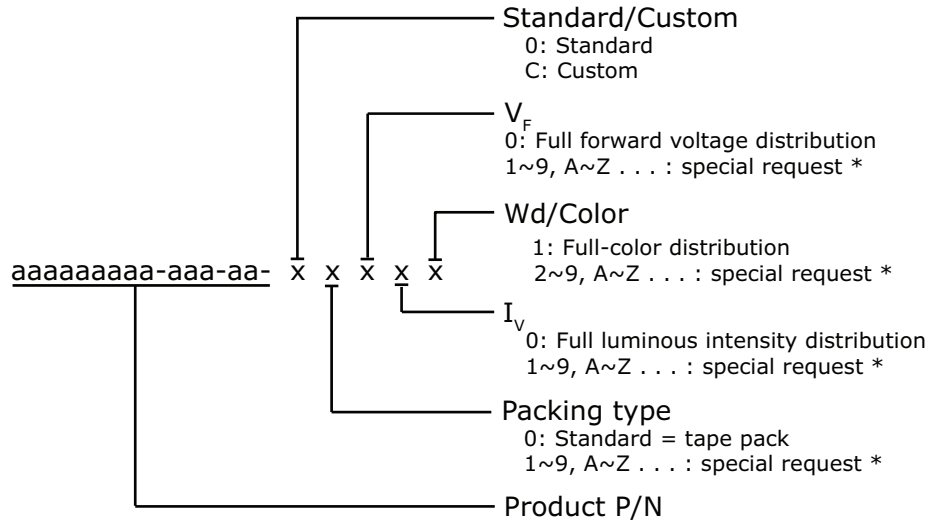 Standard/Custom
0: Standard
C: Custom
VF
0: Full forward voltage distribution
1~9, A~Z . . . : special request *
Wd/Color
1: Full-color distribution
2~9, A~Z . . . : special request *
aaaaaaaaa-aaa-aa- x x x x x
IV
0: Full luminous intensity distribution
1~9, A~Z . . . : special request *
Packing type
0: Standard = tape pack
1~9, A~Z . . . : special request *
Product P/N